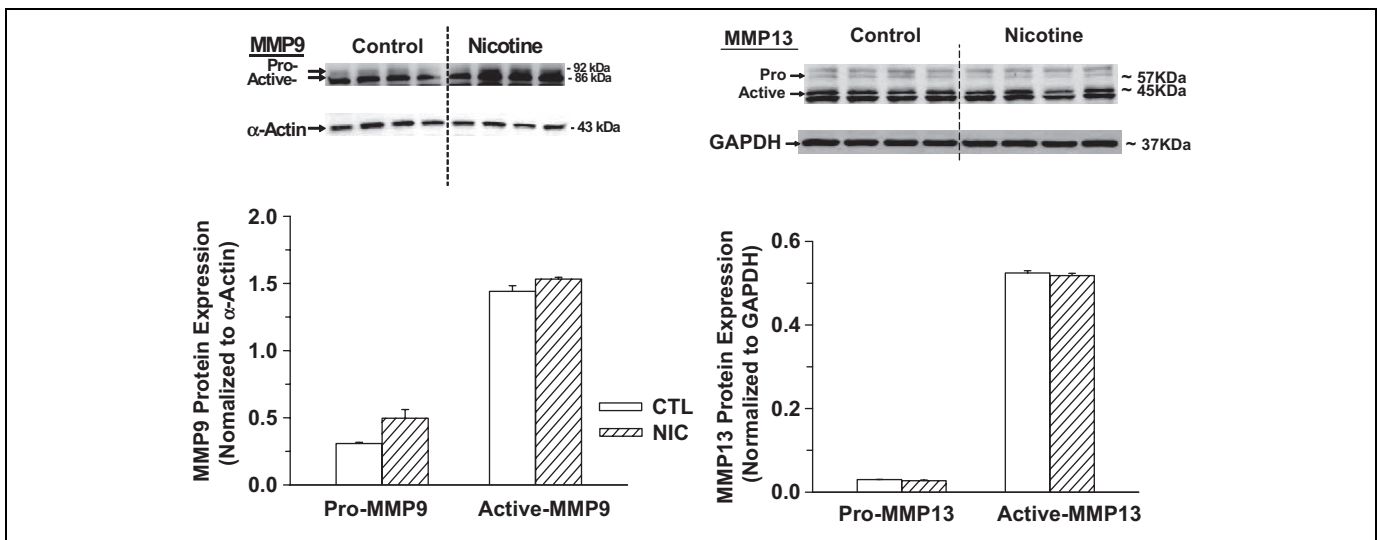 MMP9 Control Nicotine
Pro-
Active-
- 92 kDa
- 86 kDa
α-Actin
- 43 kDa
MMP9 Protein Expression
(Nomalized to α-Actin)
2.0
1.5
1.0
0.5
0.0
Pro-MMP9 Active-MMP9
CTL
NIC
MMP13 Control Nicotine
Pro
Active
~ 57KDa
~ 45KDa
GAPDH
~ 37KDa
MMP13 Protein Expression
(Normalized to GAPDH)
0.6
0.4
0.2
0.0
Pro-MMP13 Active-MMP13